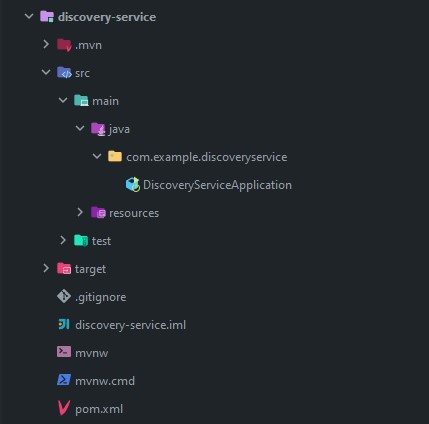 discovery-service
.mvn
src
main
java
com.example.discoveryservice
DiscoveryServiceApplication
resources
test
target
.gitignore
discovery-service.iml
mvnw
mvnw.cmd
pom.xml